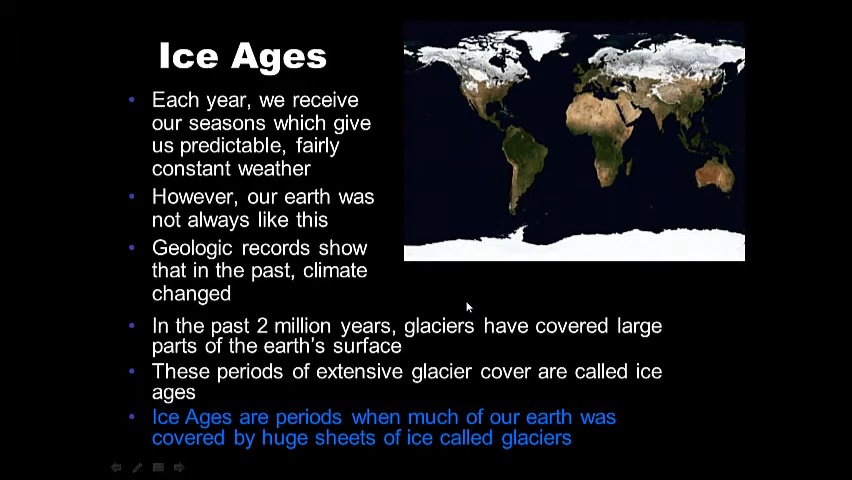 Ice Ages
• Each year, we receive
our seasons which give
us predictable, fairly
constant weather
• However, our earth was
not always like this
• Geologic records show
that in the past, climate
changed
• In the past 2 million years, glaciers have covered large
parts of the earth's surface
• These periods of extensive glacier cover are called ice
ages
• Ice Ages are periods when much of our earth was
covered by huge sheets of ice called glaciers